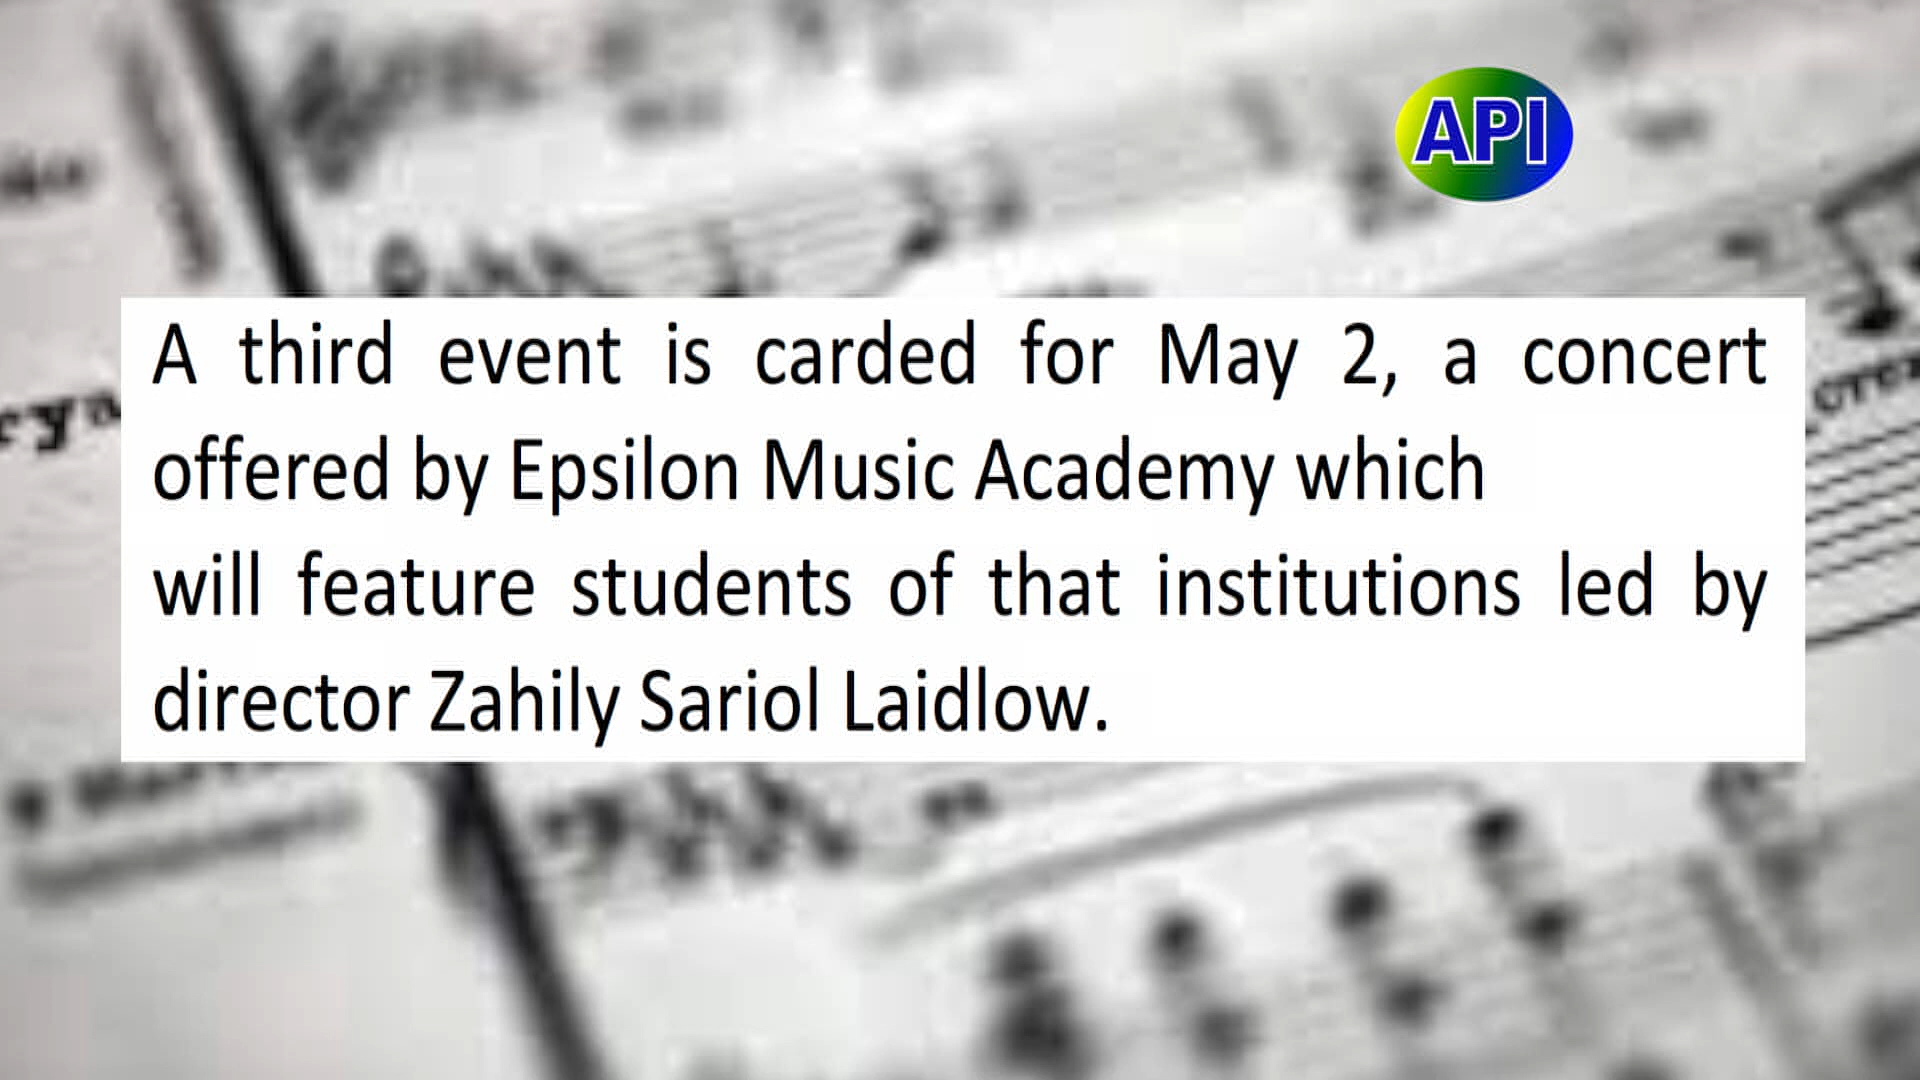 API
A third event is carded for May 2, a concert
offered by Epsilon Music Academy which
will feature students of that institutions led by
director Zahily Sariol Laidlow.